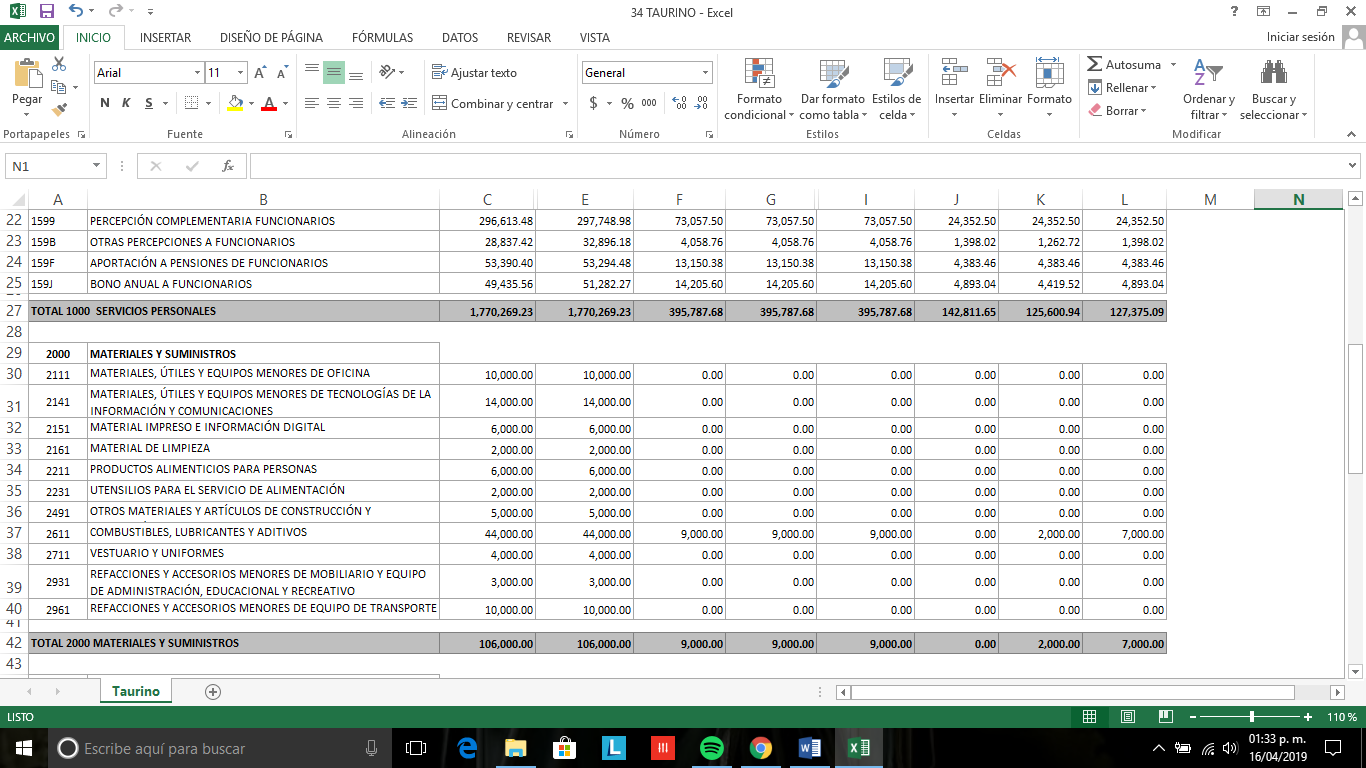 34 TAURINO - Excel
?
ARCHIVO INICIO INSERTAR DISEÑO DE PÁGINA FÓRMULAS DATOS REVISAR VISTA Iniciar sesión
Pegar
Arial 11
N K S
Ajustar texto
Combinar y centrar
General
$ % 000
Formato condicional
Dar formato como tabla
Estilos de celda
Insertar Eliminar Formato
Autosuma
Rellenar
Borrar
Ordenar y filtrar
Buscar y seleccionar
Portapapeles Fuente Alineación Número Estilos Celdas Modificar
N1
A B C E F G I J K L M N
22 1599 PERCEPCIÓN COMPLEMENTARIA FUNCIONARIOS 296,613.48 297,748.98 73,057.50 73,057.50 73,057.50 24,352.50 24,352.50 24,352.50
23 159B OTRAS PERCEPCIONES A FUNCIONARIOS 28,837.42 32,896.18 4,058.76 4,058.76 4,058.76 1,398.02 1,262.72 1,398.02
24 159F APORTACIÓN A PENSIONES DE FUNCIONARIOS 53,390.40 53,294.48 13,150.38 13,150.38 13,150.38 4,383.46 4,383.46 4,383.46
25 159J BONO ANUAL A FUNCIONARIOS 49,435.56 51,282.27 14,205.60 14,205.60 14,205.60 4,893.04 4,419.52 4,893.04
27 TOTAL 1000 SERVICIOS PERSONALES 1,770,269.23 1,770,269.23 395,787.68 395,787.68 395,787.68 142,811.65 125,600.94 127,375.09
28
29 2000 MATERIALES Y SUMINISTROS
30 2111 MATERIALES, ÚTILES Y EQUIPOS MENORES DE OFICINA 10,000.00 10,000.00 0.00 0.00 0.00 0.00 0.00 0.00
31 2141 MATERIALES, ÚTILES Y EQUIPOS MENORES DE TECNOLOGÍAS DE LA
INFORMACIÓN Y COMUNICACIONES 14,000.00 14,000.00 0.00 0.00 0.00 0.00 0.00 0.00
32 2151 MATERIAL IMPRESO E INFORMACIÓN DIGITAL 6,000.00 6,000.00 0.00 0.00 0.00 0.00 0.00 0.00
33 2161 MATERIAL DE LIMPIEZA 2,000.00 2,000.00 0.00 0.00 0.00 0.00 0.00 0.00
34 2211 PRODUCTOS ALIMENTICIOS PARA PERSONAS 6,000.00 6,000.00 0.00 0.00 0.00 0.00 0.00 0.00
35 2231 UTENSILIOS PARA EL SERVICIO DE ALIMENTACIÓN 2,000.00 2,000.00 0.00 0.00 0.00 0.00 0.00 0.00
36 2491 OTROS MATERIALES Y ARTÍCULOS DE CONSTRUCCIÓN Y 5,000.00 5,000.00 0.00 0.00 0.00 0.00 0.00 0.00
37 2611 COMBUSTIBLES, LUBRICANTES Y ADITIVOS 44,000.00 44,000.00 9,000.00 9,000.00 9,000.00 0.00 2,000.00 7,000.00
38 2711 VESTUARIO Y UNIFORMES 4,000.00 4,000.00 0.00 0.00 0.00 0.00 0.00 0.00
39 2931 REFACCIONES Y ACCESORIOS MENORES DE MOBILIARIO Y EQUIPO
DE ADMINISTRACIÓN, EDUCACIONAL Y RECREATIVO 3,000.00 3,000.00 0.00 0.00 0.00 0.00 0.00 0.00
40 2961 REFACCIONES Y ACCESORIOS MENORES DE EQUIPO DE TRANSPORTE 10,000.00 10,000.00 0.00 0.00 0.00 0.00 0.00 0.00
41
42 TOTAL 2000 MATERIALES Y SUMINISTROS 106,000.00 106,000.00 9,000.00 9,000.00 9,000.00 0.00 2,000.00 7,000.00
43
Taurino
LISTO 110 %
Escribe aquí para buscar
01:33 p. m.
16/04/2019